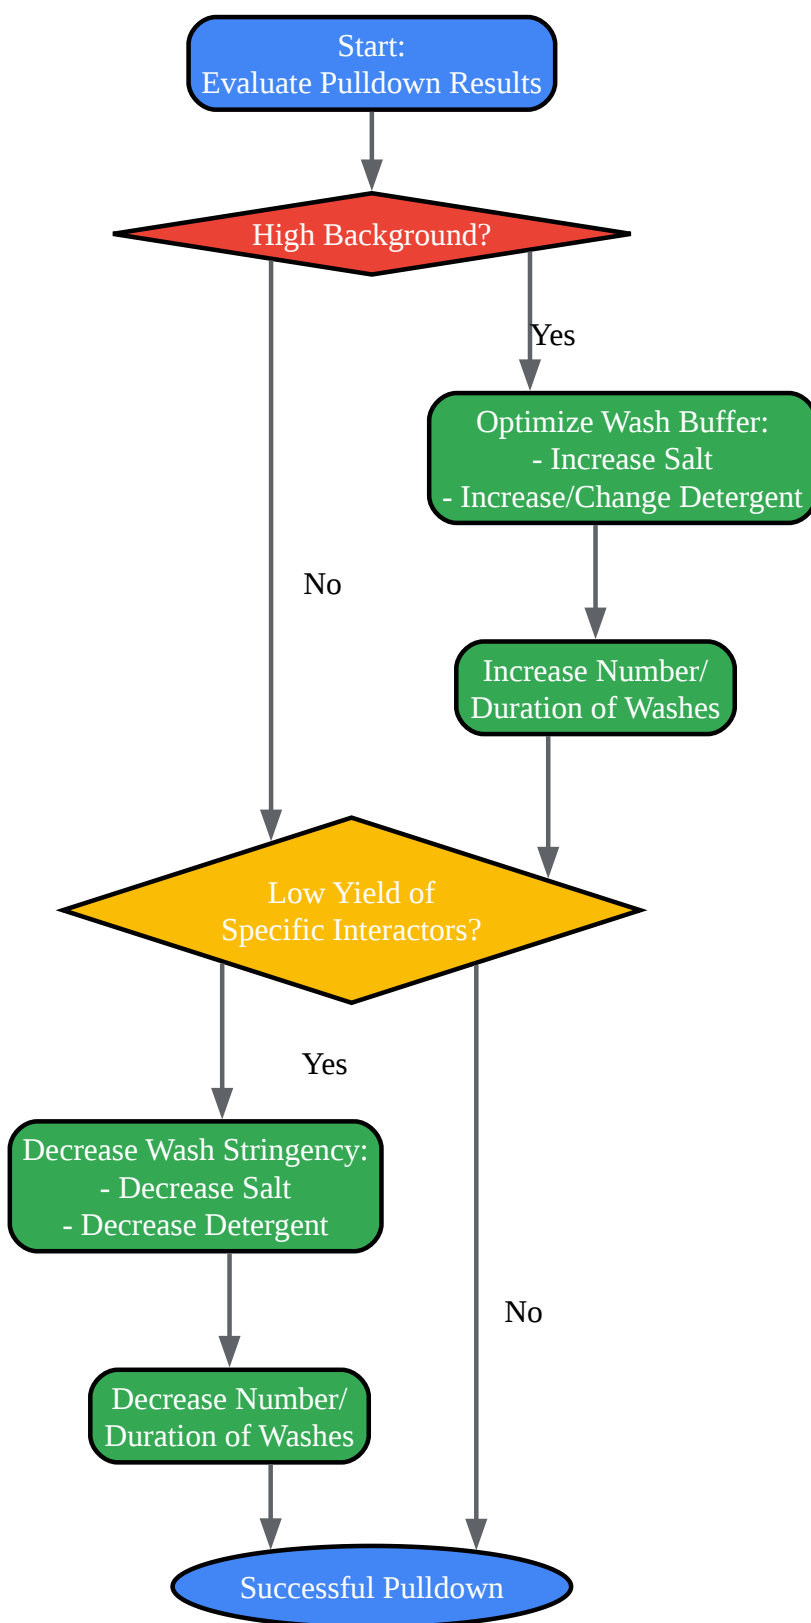 Start:
Evaluate Pulldown Results
High Background?
Yes
Optimize Wash Buffer:
- Increase Salt
- Increase/Change Detergent
No
Increase Number/
Duration of Washes
Low Yield of
Specific Interactors?
Yes
Decrease Wash Stringency:
- Decrease Salt
- Decrease Detergent
No
Decrease Number/
Duration of Washes
Successful Pulldown